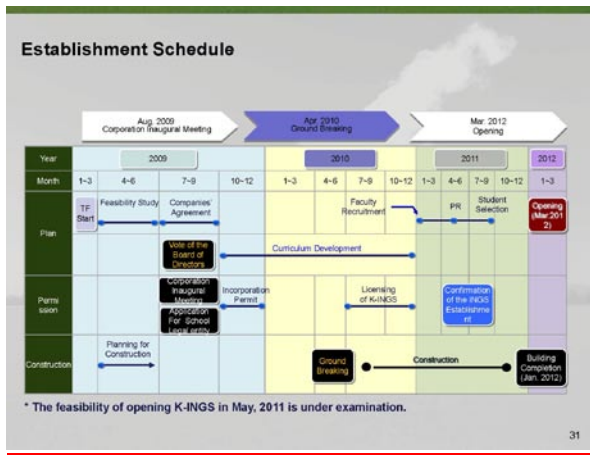 Establishment Schedule
Aug. 2009
Corporation Inaugural Meeting
Apr. 2010
Ground Breaking
Mar. 2012
Opening
Year 2009 2010 2011 2012
Month 1~3 4~6 7~9 10~12 1~3 4~6 7~9 10~12 1~3 4~6 7~9 10~12 1~3
Plan
TF
Start
Feasibility Study
Companies'
Agreement
Faculty
Recruitment
PR
Student
Selection
Opening
(Mar.201
2)
Vote of the
Board of
Directors
Curriculum Development
Permi
ssion
Corporation
Inaugural
Meeting
Application
For School
Legal entity
Incorporation
Permit
Licensing
of K-INGS
Confirmation
of the INGS
Establishme
nt
Construction
Planning for
Construction
Ground
Breaking
Construction
Building
Completion
(Jan. 2012)
* The feasibility of opening K-INGS in May, 2011 is under examination.
31